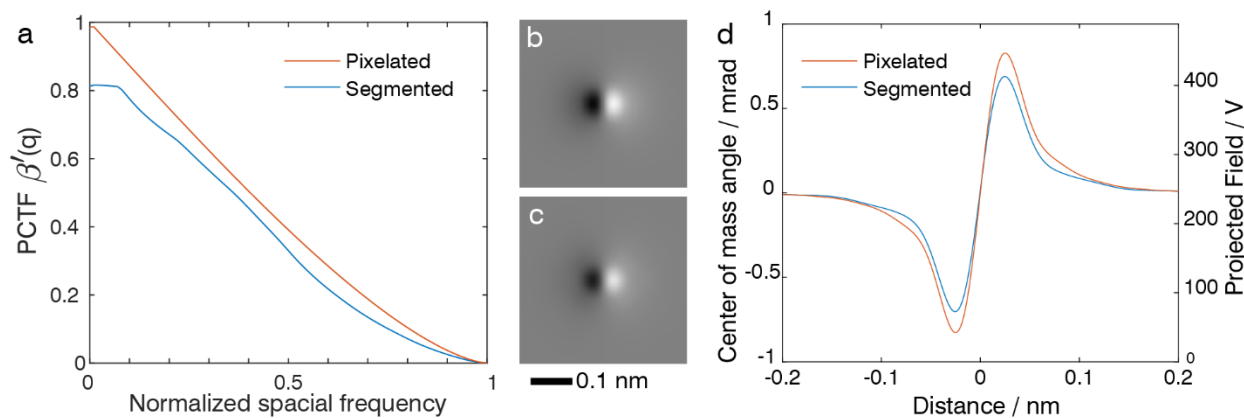 a
PCTF β′(q)
1
0.8
0.6
0.4
0.2
0
0
0.5
1
Normalized spacial frequency
Pixelated
Segmented
b
c
0.1 nm
d
Center of mass angle / mrad
1
0.5
0
-0.5
-1
-0.2
-0.1
0
0.1
0.2
Distance / nm
Pixelated
Segmented
400
300
200
100
0
Projected Field / V